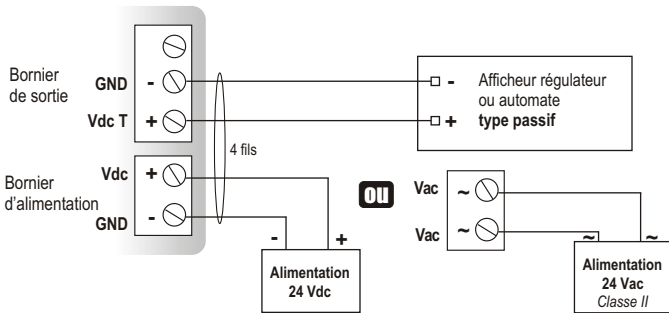 Bornier
de sortie
GND
-
Vdc T
+
- Afficheur régulateur
ou automate
+ type passif
4 fils
Bornier
d'alimentation
Vdc
+
GND
-
- +
Alimentation
24 Vdc
ou
Vac
~
Vac
~
~ ~
Alimentation
24 Vac
Classe II